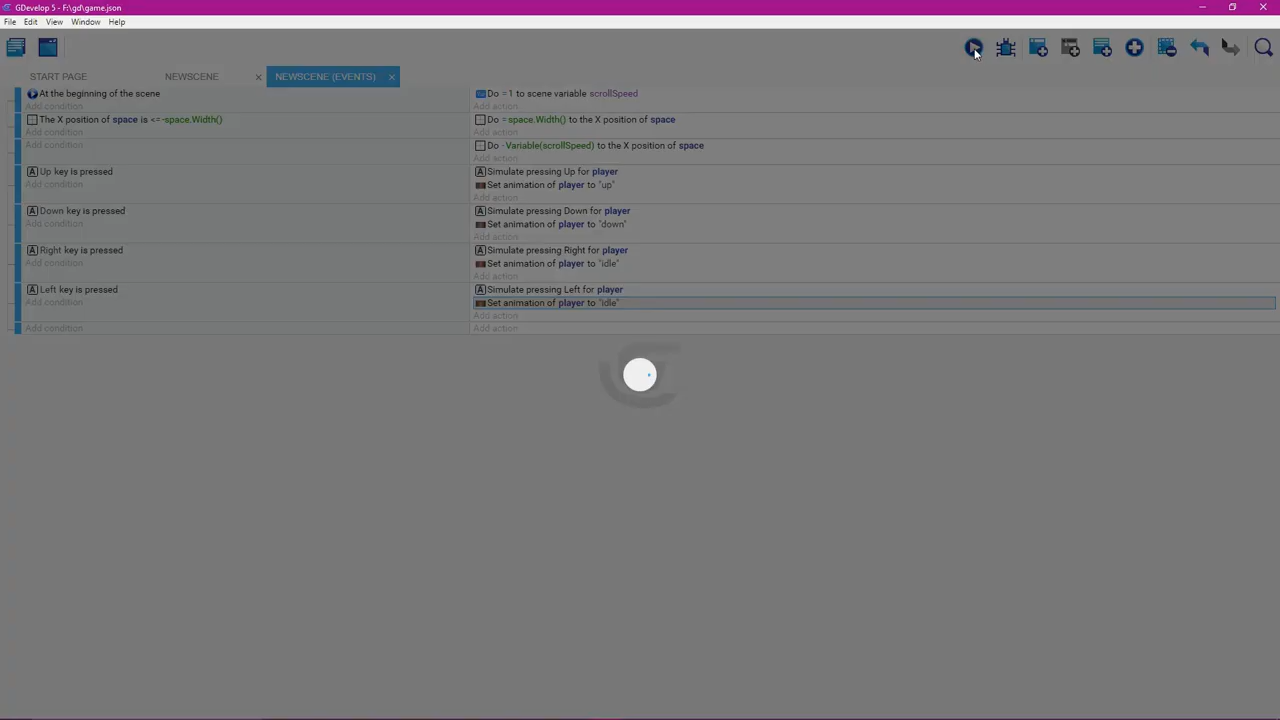 GDevelop 5 - F:\gd\game.json
File Edit View Window Help
START PAGE NEWSCENE NEWSCENE (EVENTS)
At the beginning of the scene
Add condition
Do =1 to scene variable scrollSpeed
Add action
The X position of space is <= -space.Width()
Add condition
Do =space.Width() to the X position of space
Add action
Add condition
Do -Variable(scrollSpeed) to the X position of space
Add action
Up key is pressed
Add condition
Simulate pressing Up for player
Set animation of player to "up"
Add action
Down key is pressed
Add condition
Simulate pressing Down for player
Set animation of player to "down"
Add action
Right key is pressed
Add condition
Simulate pressing Right for player
Set animation of player to "idle"
Add action
Left key is pressed
Add condition
Simulate pressing Left for player
Set animation of player to "idle"
Add action
Add condition
Add action